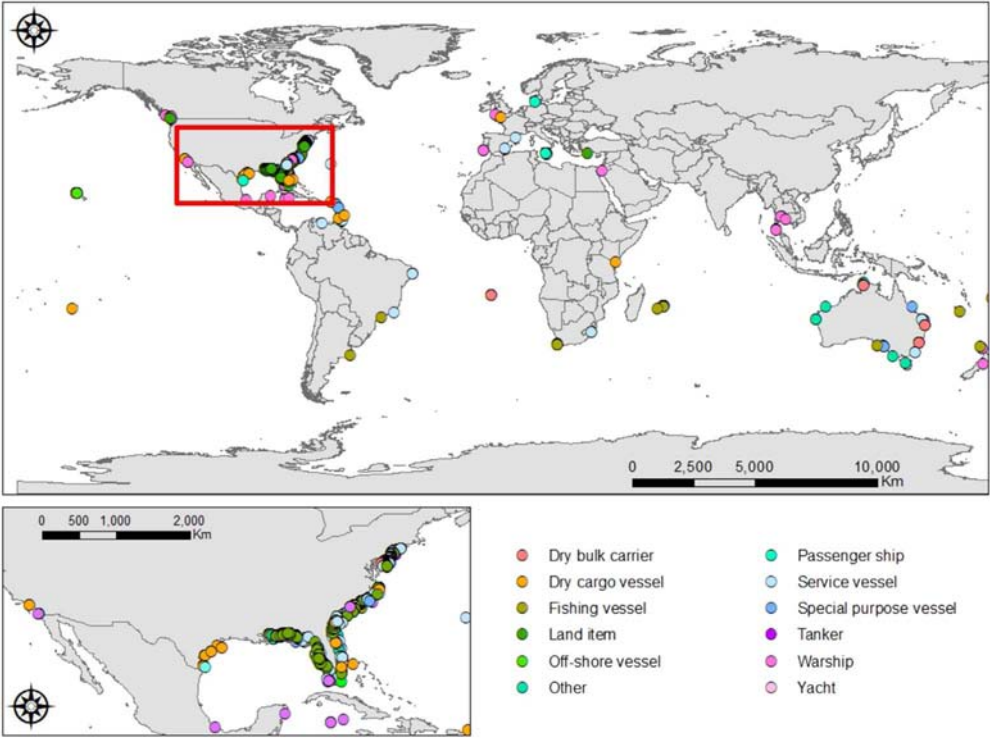 0 2,500 5,000 10,000
Km
0 500 1,000 2,000
Km
Dry bulk carrier
Dry cargo vessel
Fishing vessel
Land item
Off-shore vessel
Other
Passenger ship
Service vessel
Special purpose vessel
Tanker
Warship
Yacht